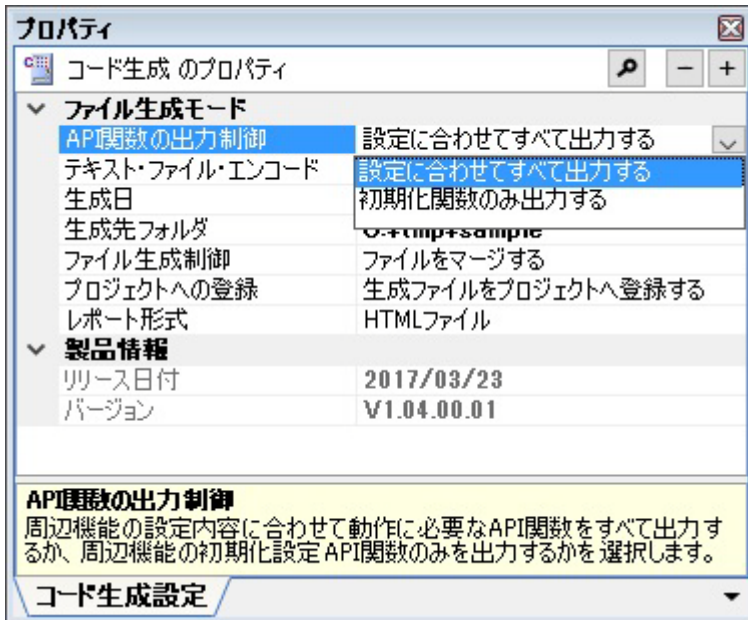 プロパティ
コード生成 のプロパティ
ファイル生成モード
API関数の出力制御 設定に合わせてすべて出力する
テキスト・ファイル・エンコード 設定に合わせてすべて出力する
生成日 初期化関数のみ出力する
生成先フォルダ
ファイル生成制御 ファイルをマージする
プロジェクトへの登録 生成ファイルをプロジェクトへ登録する
レポート形式 HTMLファイル
製品情報
リリース日付 2017/03/23
バージョン V1.04.00.01
API関数の出力制御
周辺機能の設定内容に合わせて動作に必要なAPI関数をすべて出力す
るか、周辺機能の初期化設定API関数のみを出力するかを選択します。
コード生成設定